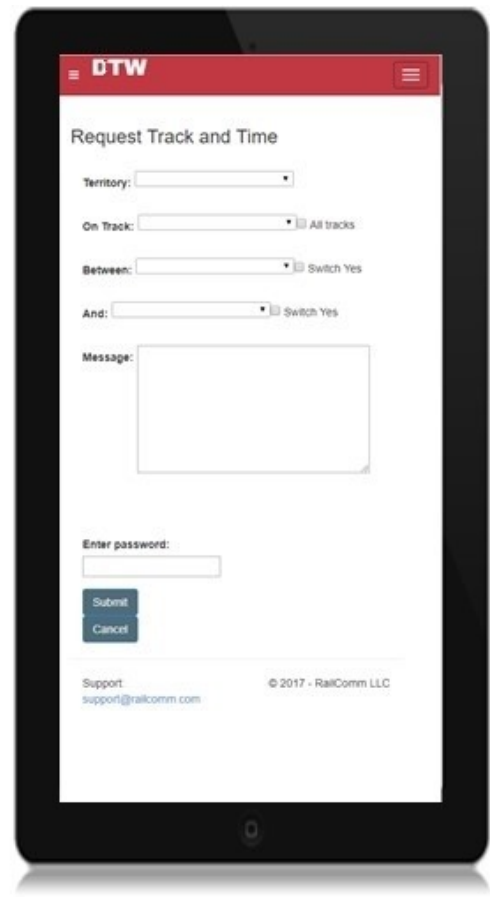 DTW
Request Track and Time
Territory:
On Track: All tracks
Between: Switch Yes
And: Switch Yes
Message:
Enter password:
Submit
Cancel
Support © 2017 - RailComm LLC
support@railcomm.com